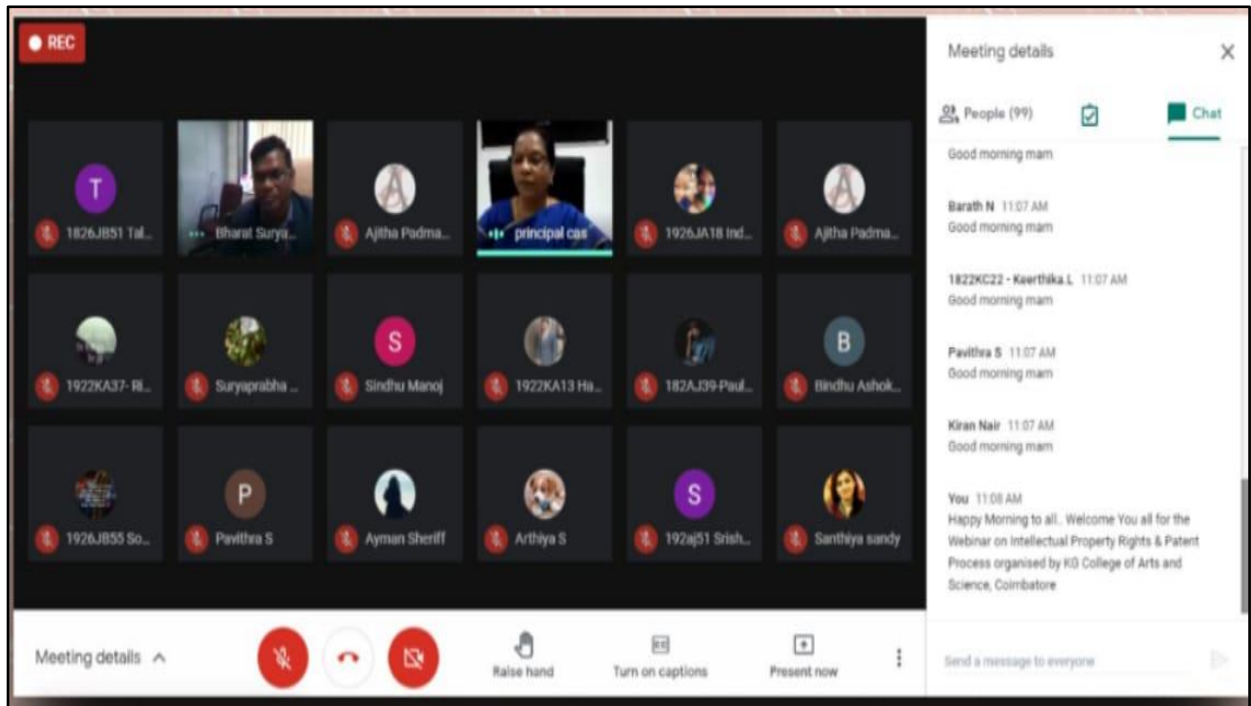 REC
T
1826JB51 Tal...
Bharat Surya...
A
Ajitha Padma...
principal cas
1926JA18 Ind...
A
Ajitha Padma...
1922KA37- Ri...
Suryaprabha ...
S
Sindhu Manoj
1922KA13 Ha...
182AJ39-Paul...
B
Bindhu Ashok...
1926JB55 So...
P
Pavithra S
Ayman Sheriff
Arthiya S
S
192aj51 Srish...
Santhiya sandy
Meeting details
Raise hand
Turn on captions
Present now
Meeting details
People (99)
Chat
Good morning mam
Barath N 11:07 AM
Good morning mam
1822KC22 - Keerthika.L 11:07 AM
Good morning mam
Pavithra S 11:07 AM
Good morning mam
Kiran Nair 11:07 AM
Good morning mam
You 11:08 AM
Happy Morning to all.. Welcome You all for the
Webinar on Intellectual Property Rights & Patent
Process organised by KG College of Arts and
Science, Coimbatore
Send a message to everyone